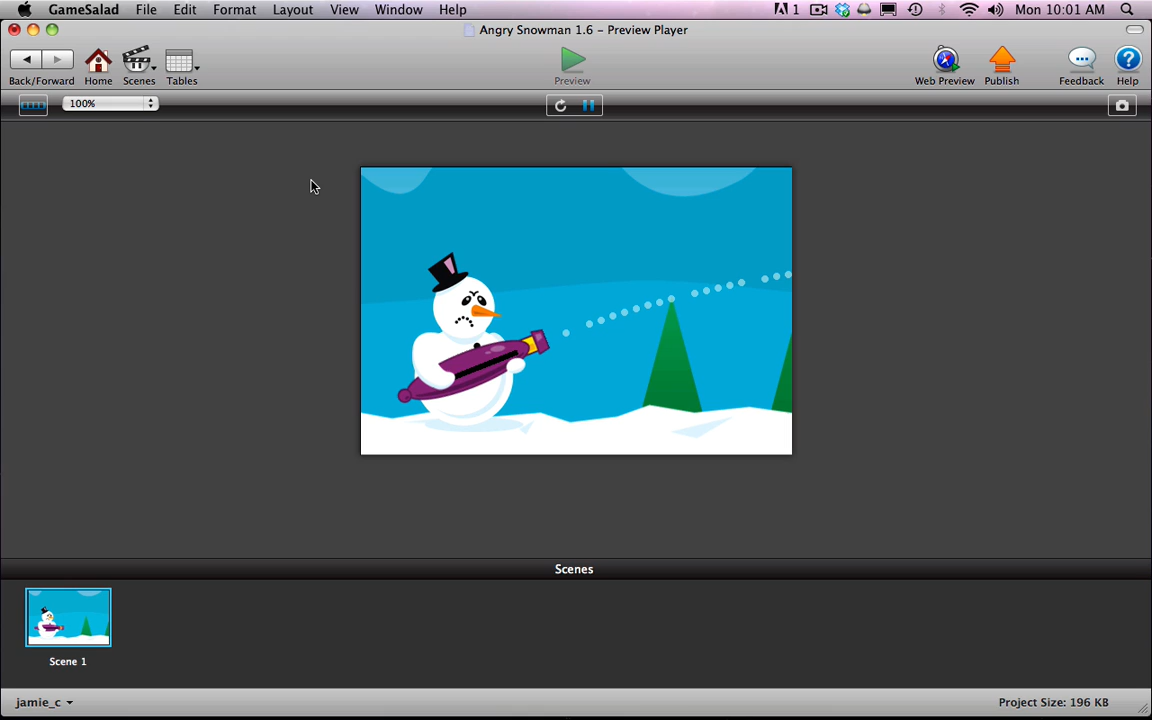 GameSalad File Edit Format Layout View Window Help 1 Mon 10:01 AM
Angry Snowman 1.6 – Preview Player
Back/Forward Home Scenes Tables Preview Web Preview Publish Feedback Help
100%
Scenes
Scene 1
jamie_c Project Size: 196 KB